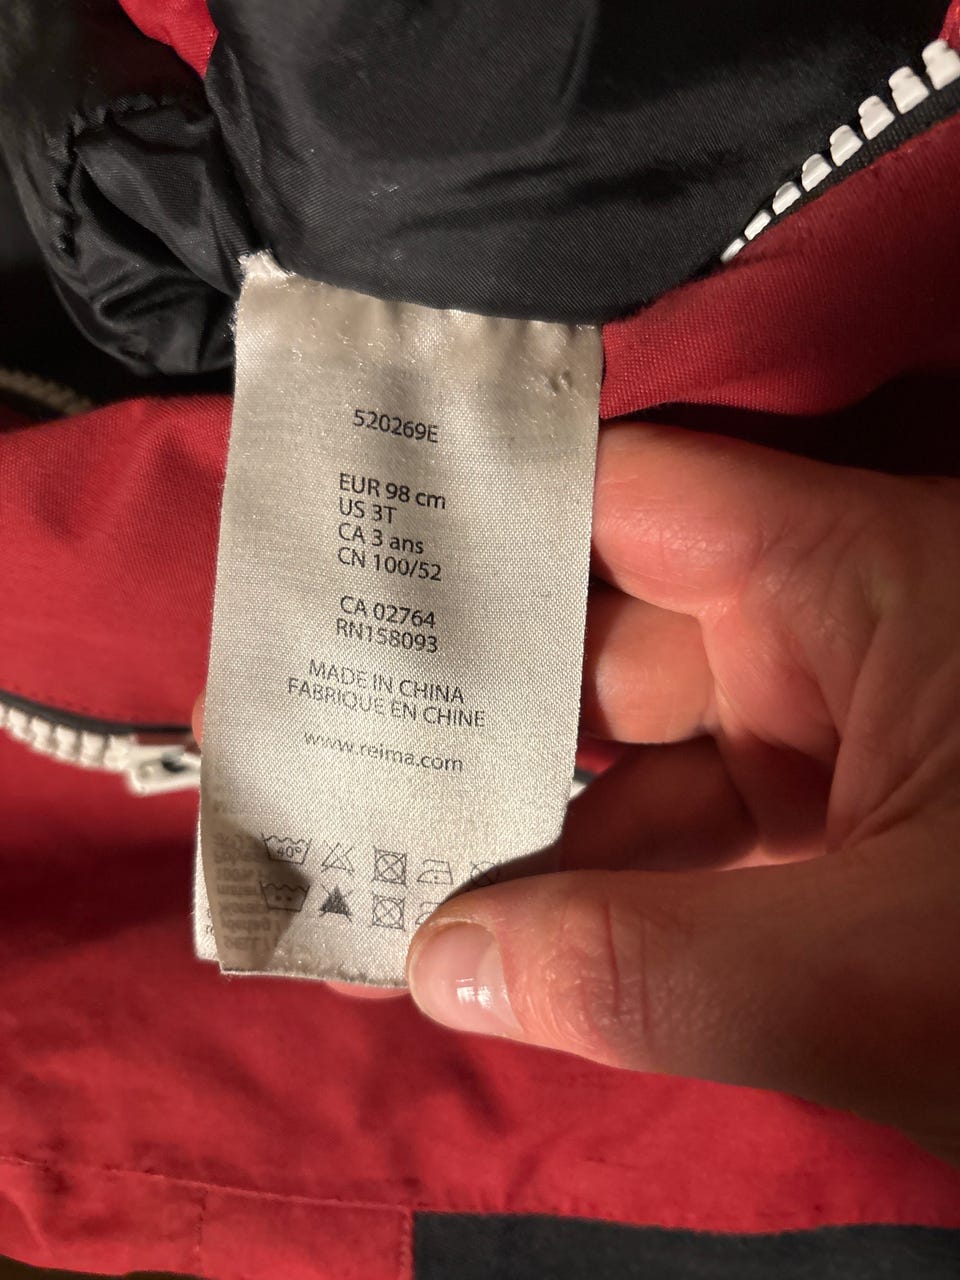 520269E
EUR 98 cm
US 3T
CA 3 ans
CN 100/52
CA 02764
RN158093
MADE IN CHINA
FABRIQUE EN CHINE
www.reima.com
40°